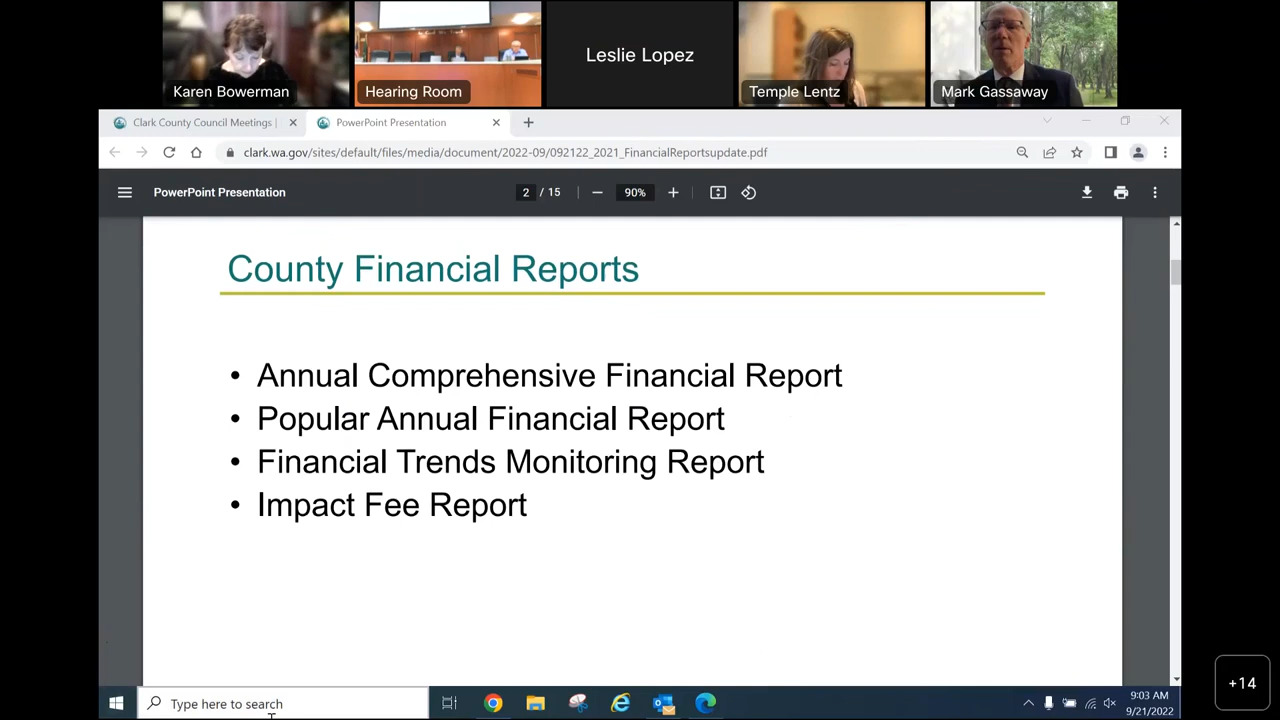 Karen Bowerman
Hearing Room
Leslie Lopez
Temple Lentz
Mark Gassaway
Clark County Council Meetings |
PowerPoint Presentation
clark.wa.gov/sites/default/files/media/document/2022-09/092122_2021_FinancialReportsupdate.pdf
PowerPoint Presentation
2 / 15
90%
County Financial Reports
• Annual Comprehensive Financial Report
• Popular Annual Financial Report
• Financial Trends Monitoring Report
• Impact Fee Report
+14
Type here to search
9:03 AM
9/21/2022